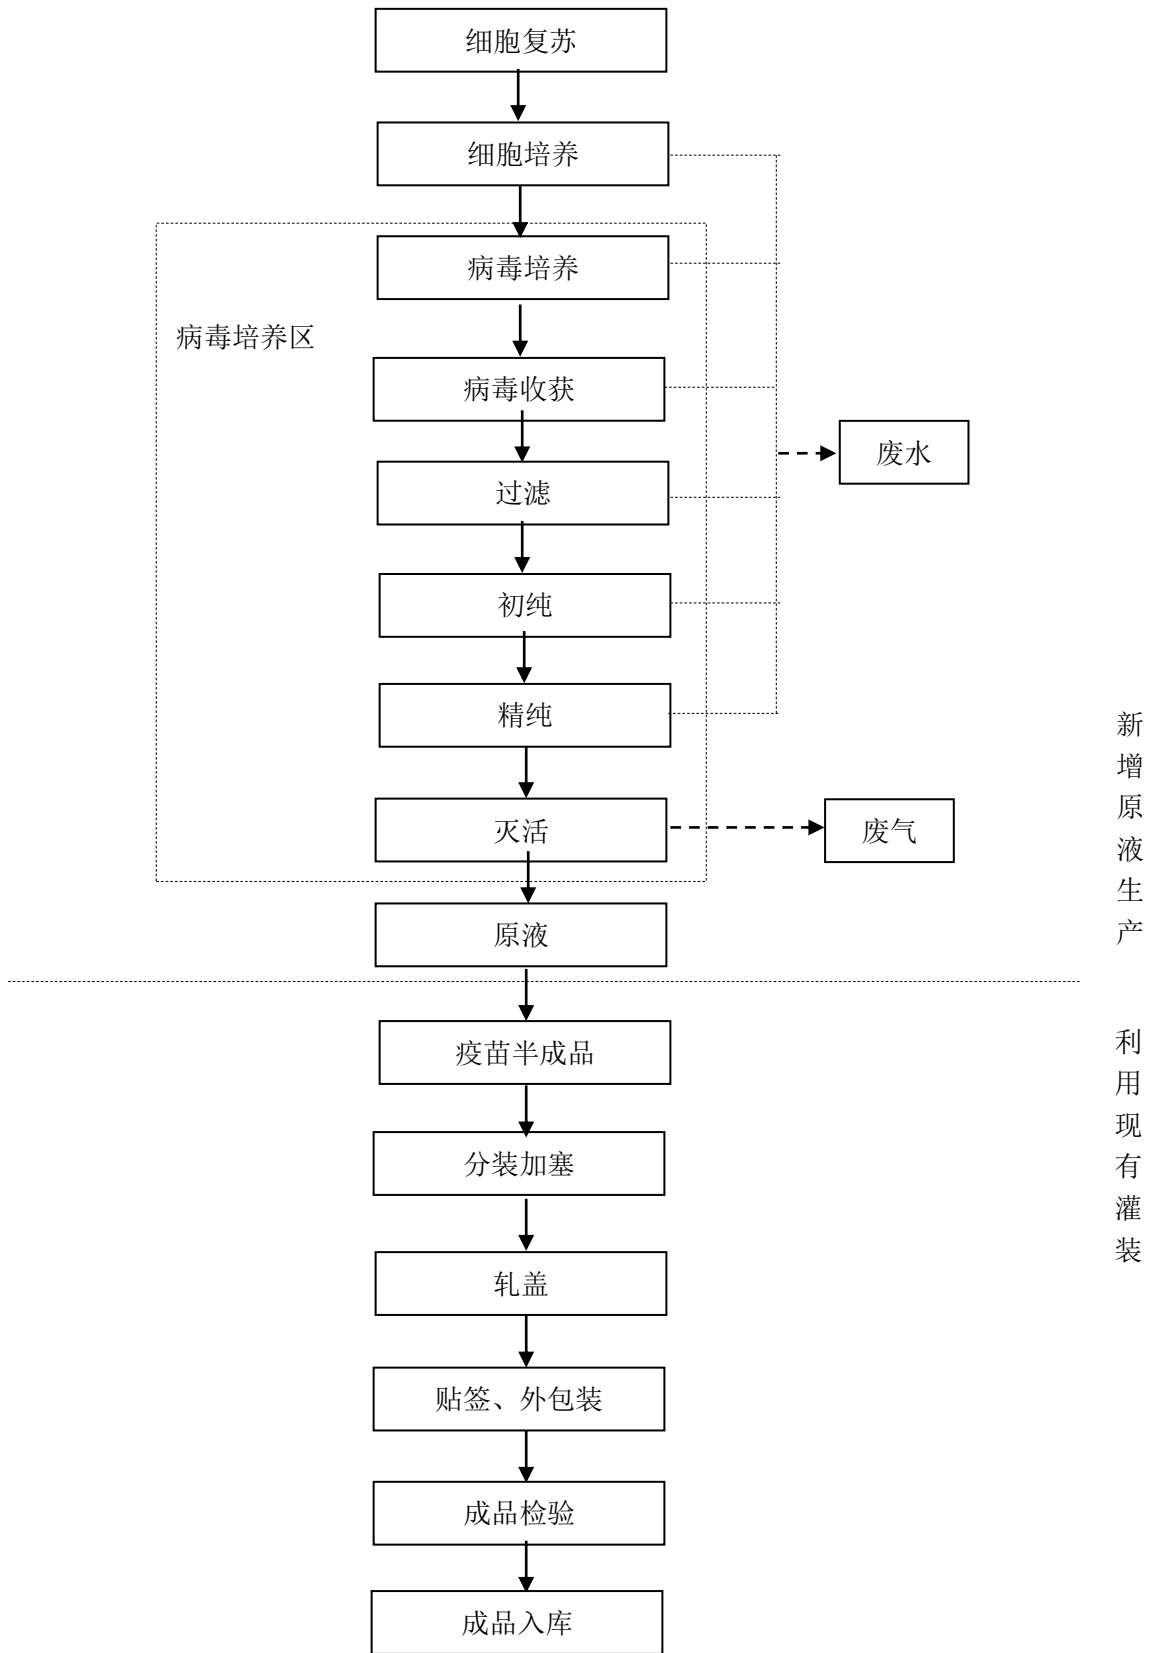 细胞复苏
细胞培养
病毒培养
病毒培养区
病毒收获
废水
过滤
初纯
精纯
新增原液生产
灭活
废气
原液
疫苗半成品
利用现有灌装
分装加塞
轧盖
贴签、外包装
成品检验
成品入库